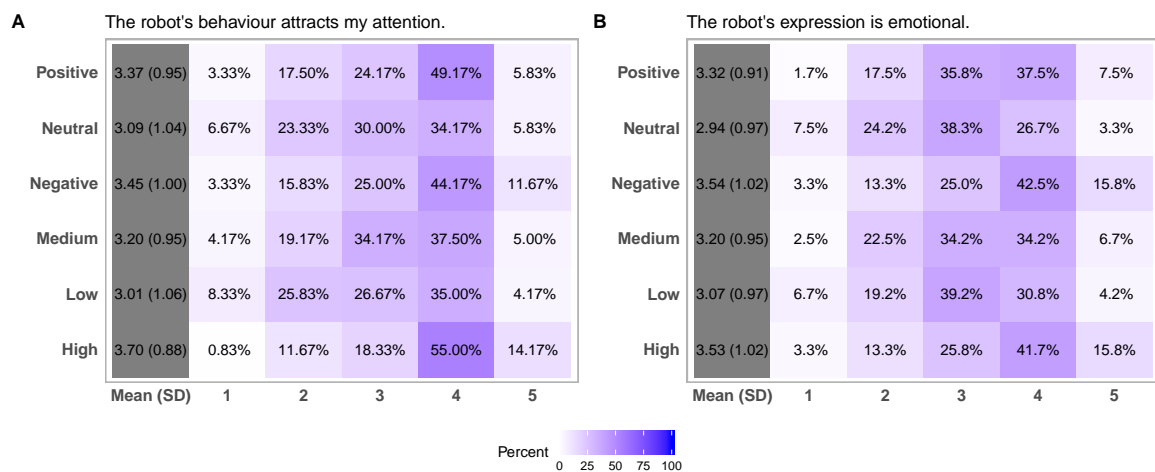 A The robot's behaviour attracts my attention.
Positive 3.37 (0.95) 3.33% 17.50% 24.17% 49.17% 5.83%
Neutral 3.09 (1.04) 6.67% 23.33% 30.00% 34.17% 5.83%
Negative 3.45 (1.00) 3.33% 15.83% 25.00% 44.17% 11.67%
Medium 3.20 (0.95) 4.17% 19.17% 34.17% 37.50% 5.00%
Low 3.01 (1.06) 8.33% 25.83% 26.67% 35.00% 4.17%
High 3.70 (0.88) 0.83% 11.67% 18.33% 55.00% 14.17%
Mean (SD) 1 2 3 4 5
B The robot's expression is emotional.
Positive 3.32 (0.91) 1.7% 17.5% 35.8% 37.5% 7.5%
Neutral 2.94 (0.97) 7.5% 24.2% 38.3% 26.7% 3.3%
Negative 3.54 (1.02) 3.3% 13.3% 25.0% 42.5% 15.8%
Medium 3.20 (0.95) 2.5% 22.5% 34.2% 34.2% 6.7%
Low 3.07 (0.97) 6.7% 19.2% 39.2% 30.8% 4.2%
High 3.53 (1.02) 3.3% 13.3% 25.8% 41.7% 15.8%
Mean (SD) 1 2 3 4 5
Percent
0 25 50 75 100